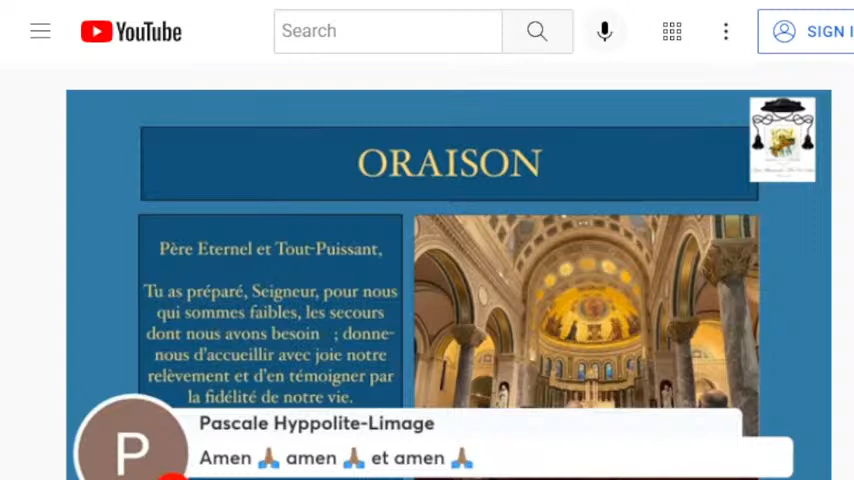 YouTube
Search
SIGN I
ORAISON
Père Eternel et Tout-Puissant,
Tu as préparé, Seigneur, pour nous
qui sommes faibles, les secours
dont nous avons besoin ; donne-
nous d'accueillir avec joie notre
relèvement et d'en témoigner par
la fidélité de notre vie.
P
Pascale Hyppolite-Limage
Amen 🙏🏽 amen 🙏🏽 et amen 🙏🏽